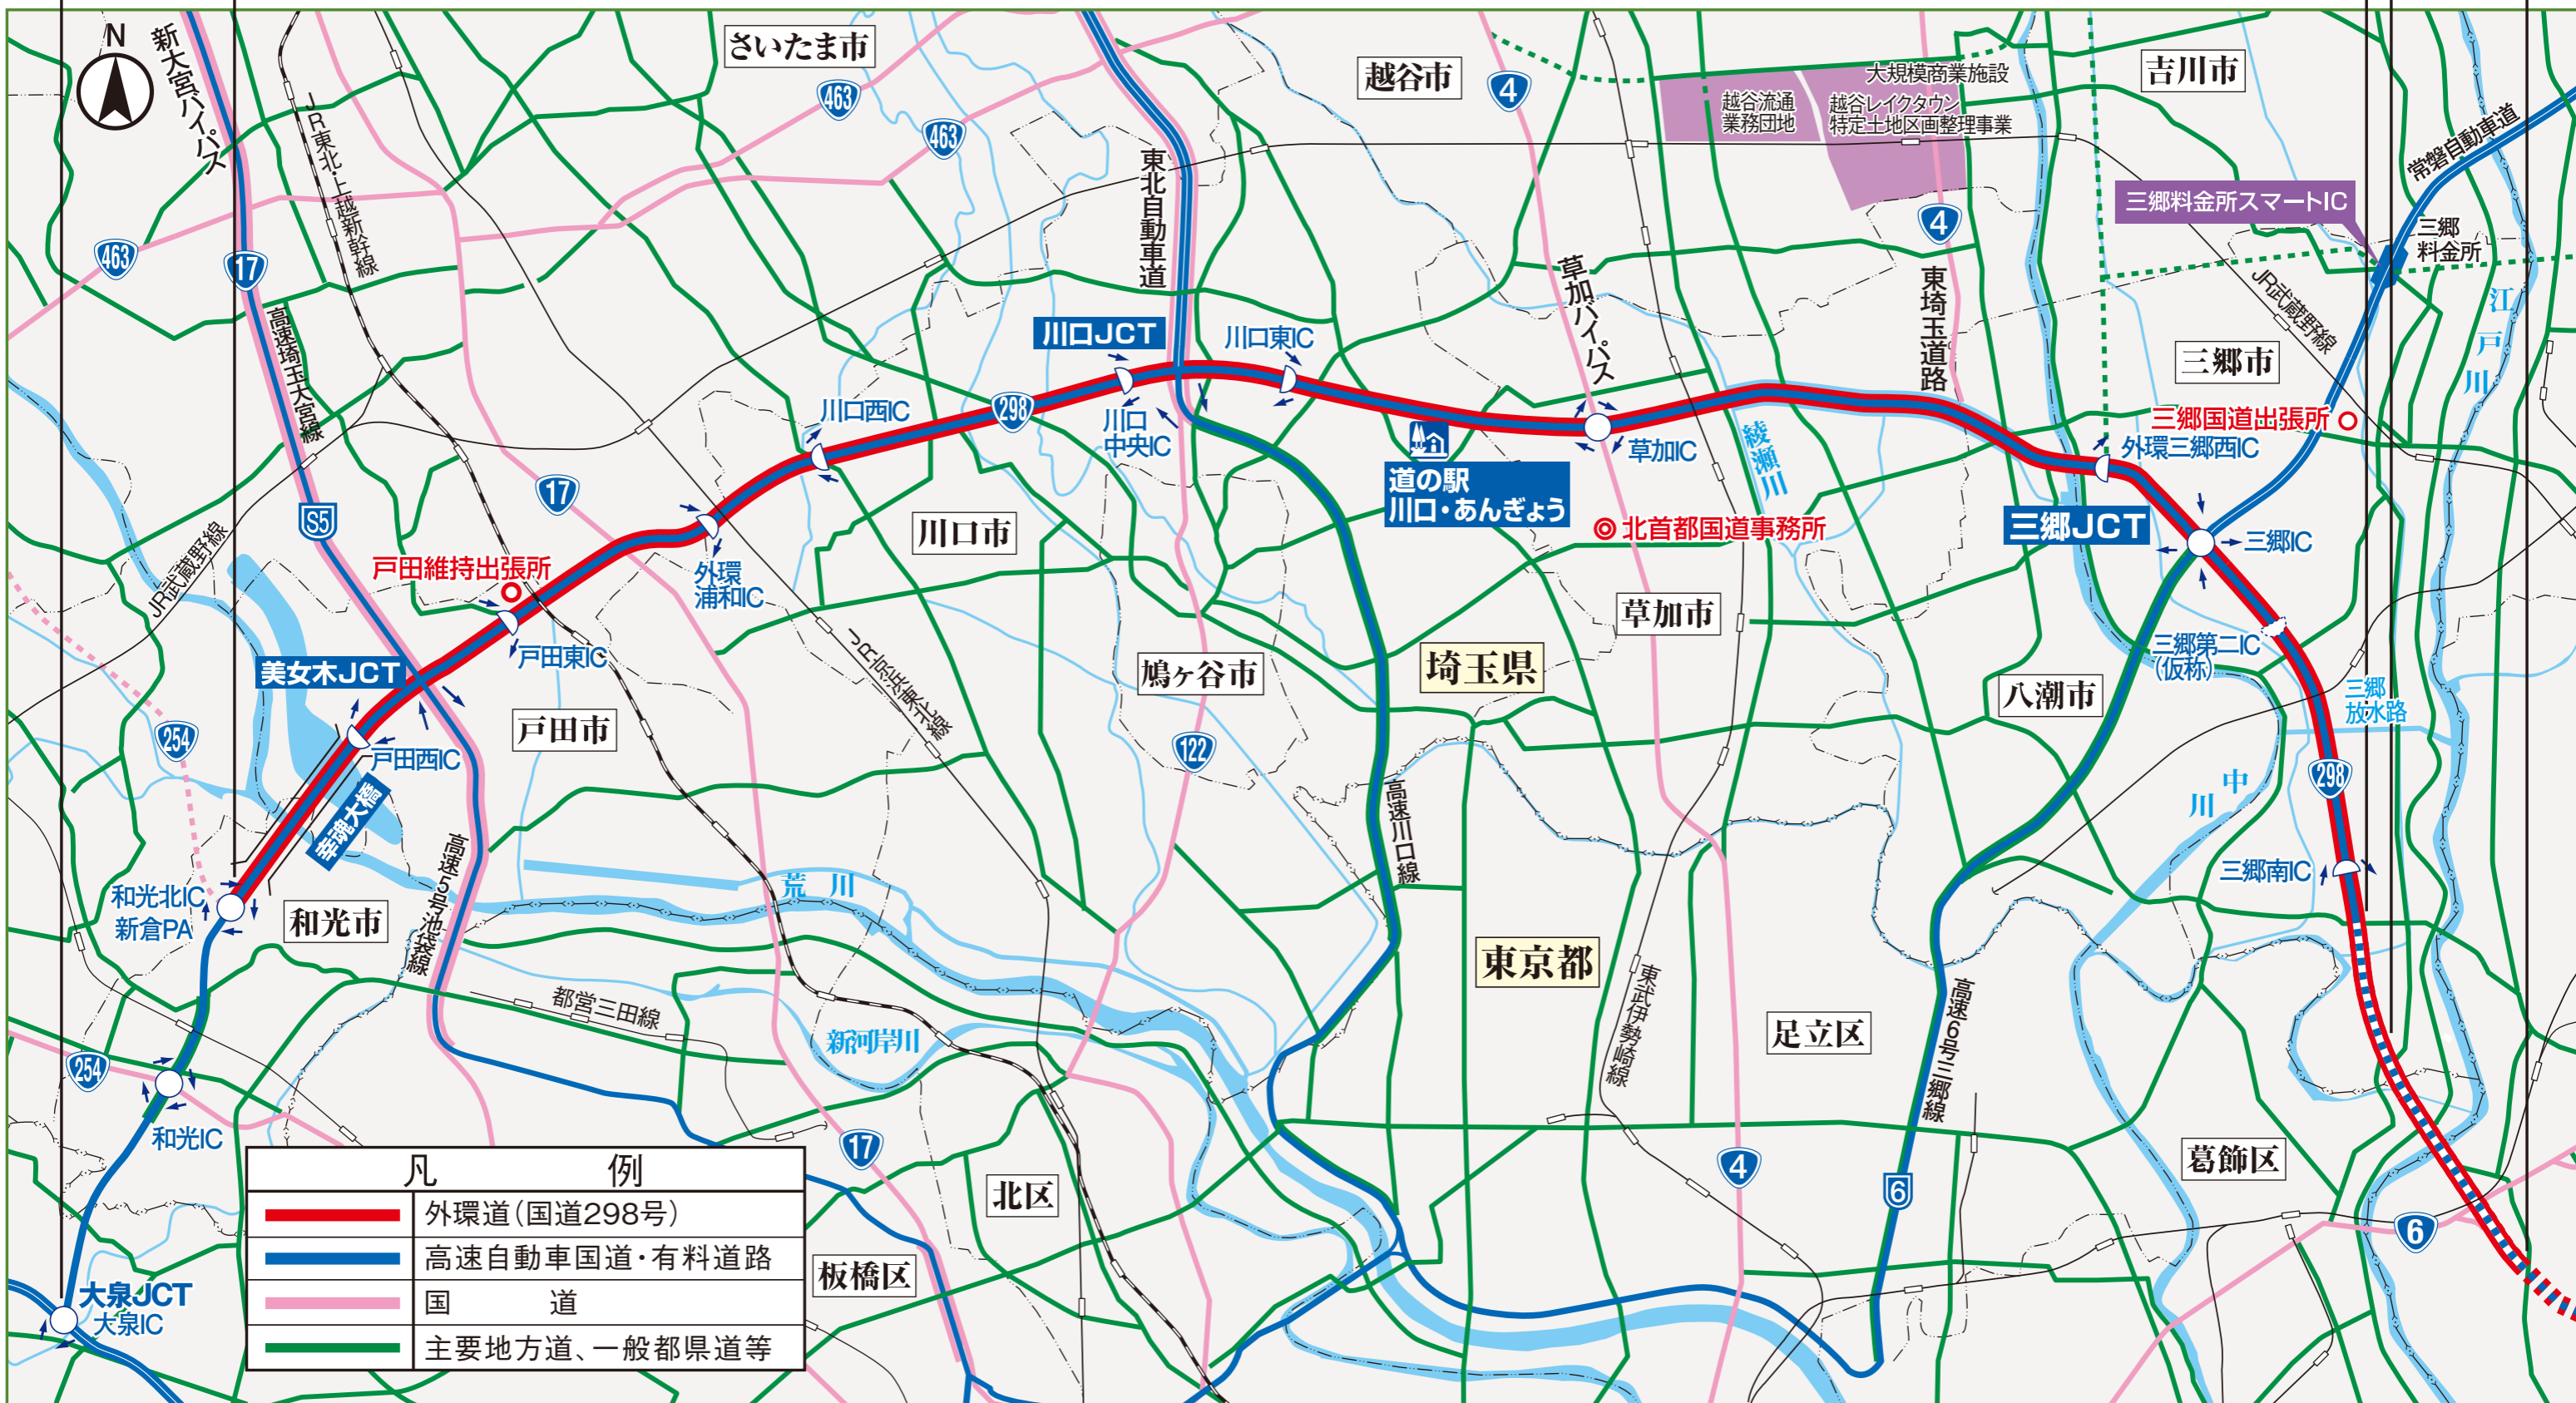 N
新大宮バイパス
JR東北・上越新幹線
さいたま市
463
463
東北自動車道
越谷市
4
大規模商業施設
越谷流通
業務団地
越谷レイクタウン
特定土地区画整理事業
吉川市
常磐自動車道
三郷料金所スマートIC
三郷
料金所
463
17
高速埼玉大宮線
4
東埼玉道路
草加バイパス
JR武蔵野線
江戸川
川口JCT
川口東IC
三郷市
川口西IC
298
川口
中央IC
道の駅
川口・あんぎょう
草加IC
綾瀬川
三郷国道出張所
外環三郷西IC
17
S5
川口市
北首都国道事務所
三郷JCT
三郷IC
JR武蔵野線
戸田維持出張所
外環
浦和IC
草加市
戸田東IC
JR京浜東北線
美女木JCT
鳩ヶ谷市
埼玉県
三郷第二IC
(仮称)
八潮市
三郷
放水路
254
戸田西IC
戸田市
122
298
中川
幸魂大橋
高速5号池袋線
高速川口線
三郷南IC
和光北IC
新倉PA
和光市
荒川
東京都
東武伊勢崎線
高速6号三郷線
都営三田線
新河岸川
足立区
254
和光IC
17
4
6
葛飾区
北区
6
板橋区
大泉JCT
大泉IC
凡例
外環道(国道298号)
高速自動車国道・有料道路
国道
主要地方道、一般都県道等